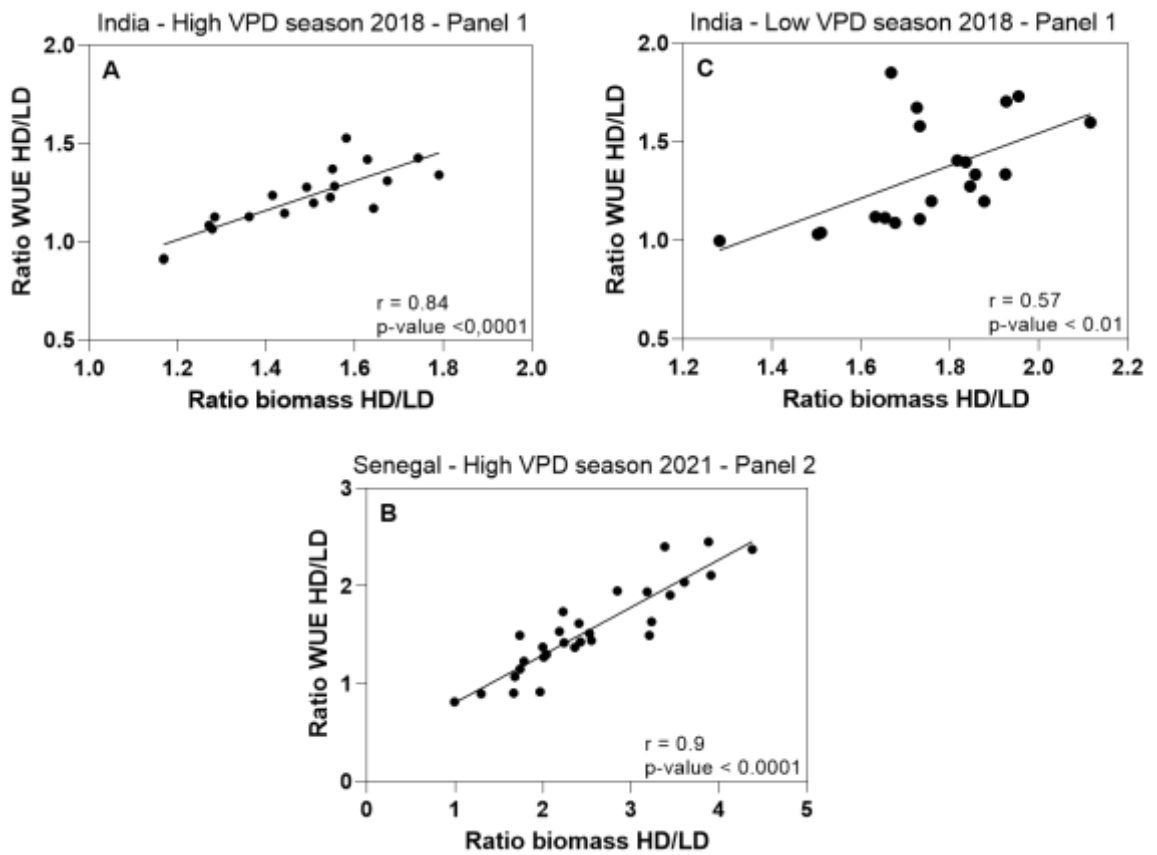 India - High VPD season 2018 - Panel 1
A
2.0
1.5
1.0
0.5
Ratio WUE HD/LD
r = 0.84
p-value <0,0001
1.0 1.2 1.4 1.6 1.8 2.0
Ratio biomass HD/LD
India - Low VPD season 2018 - Panel 1
C
2.0
1.5
1.0
0.5
Ratio WUE HD/LD
r = 0.57
p-value < 0.01
1.2 1.4 1.6 1.8 2.0 2.2
Ratio biomass HD/LD
Senegal - High VPD season 2021 - Panel 2
B
3
2
1
0
Ratio WUE HD/LD
r = 0.9
p-value < 0.0001
0 1 2 3 4 5
Ratio biomass HD/LD